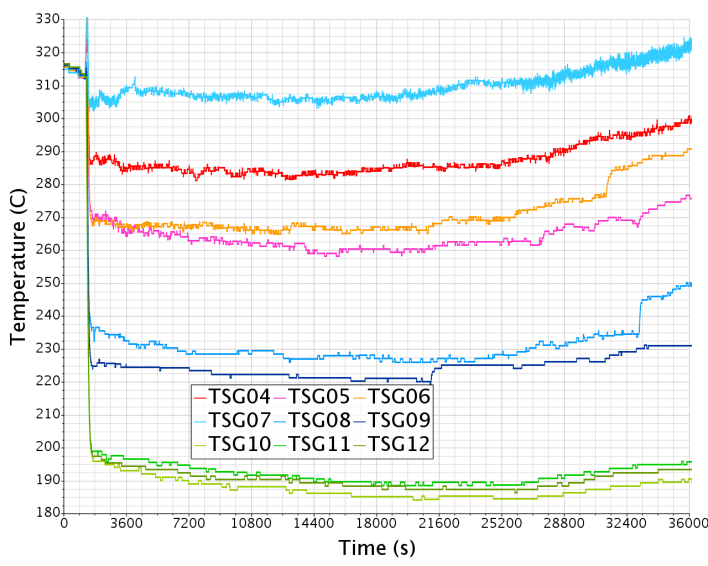 330
320
310
300
290
280
270
260
250
240
230
220
210
200
190
180
Temperature (C)
TSG04 TSG05 TSG06
TSG07 TSG08 TSG09
TSG10 TSG11 TSG12
0 3600 7200 10800 14400 18000 21600 25200 28800 32400 36000
Time (s)